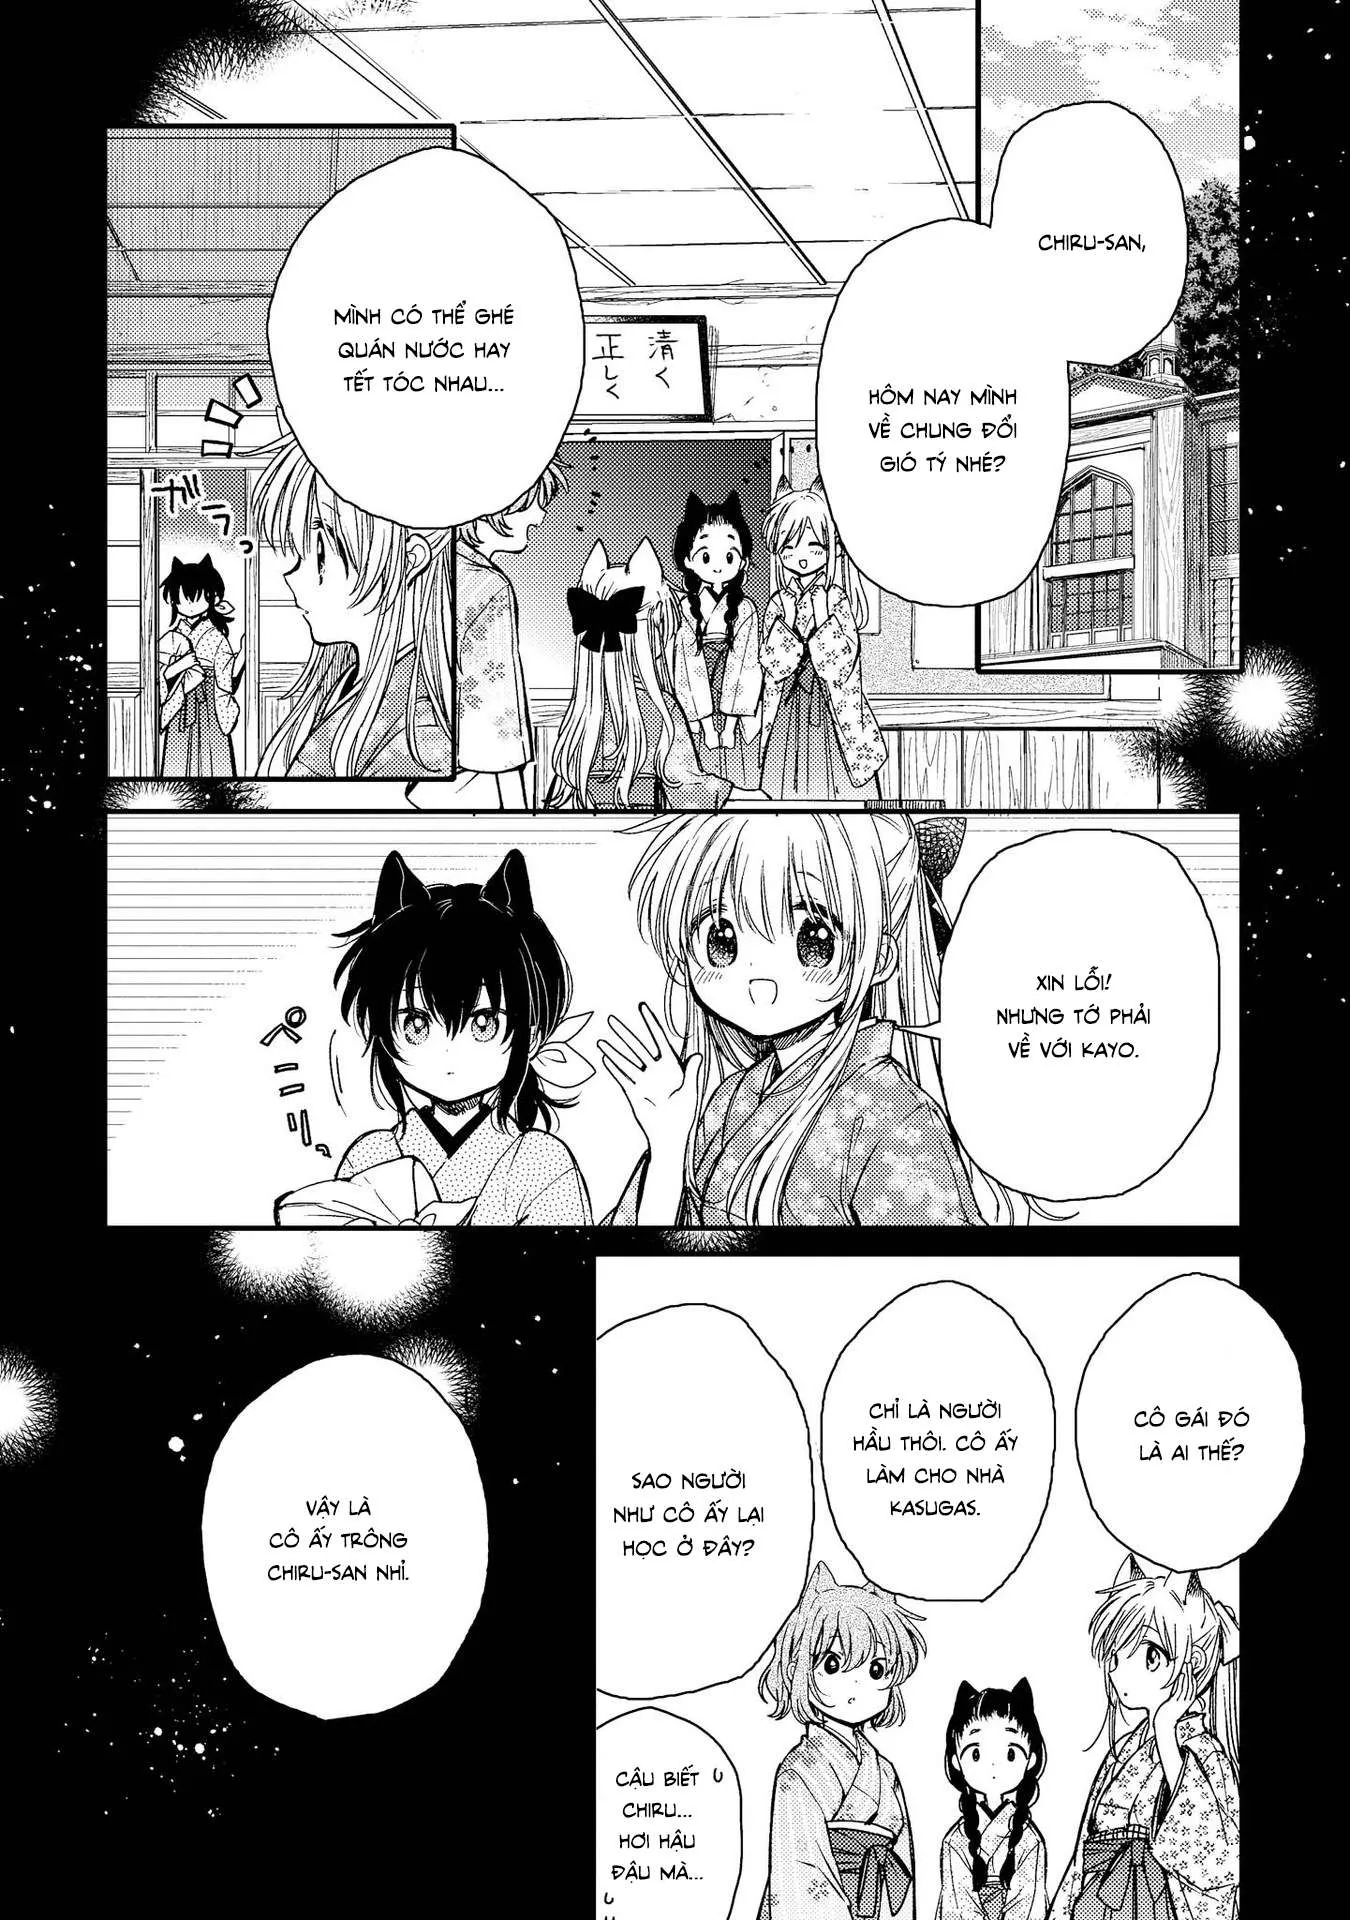 CHIRU-SAN,
HÔM NAY MÌNH
VỀ CHUNG ĐỔI
GIÓ TÝ NHÉ?
清く
正しく
MÌNH CÓ THỂ GHÉ
QUÁN NƯỚC HAY
TẾT TÓC NHAU...
ガラッ
XIN LỖI!
NHƯNG TỚ PHẢI
VỀ VỚI KAYO.
ペこりっ
CÔ GÁI ĐÓ
LÀ AI THẾ?
CHỈ LÀ NGƯỜI
HẦU THÔI. CÔ ẤY
LÀM CHO NHÀ
KASUGAS.
SAO NGƯỜI
NHƯ CÔ ẤY LẠI
HỌC Ở ĐÂY?
CẬU BIẾT
CHIRU...
HƠI HẬU
ĐẬU MÀ...
VẬY LÀ
CÔ ẤY TRÔNG
CHIRU-SAN NHỈ.